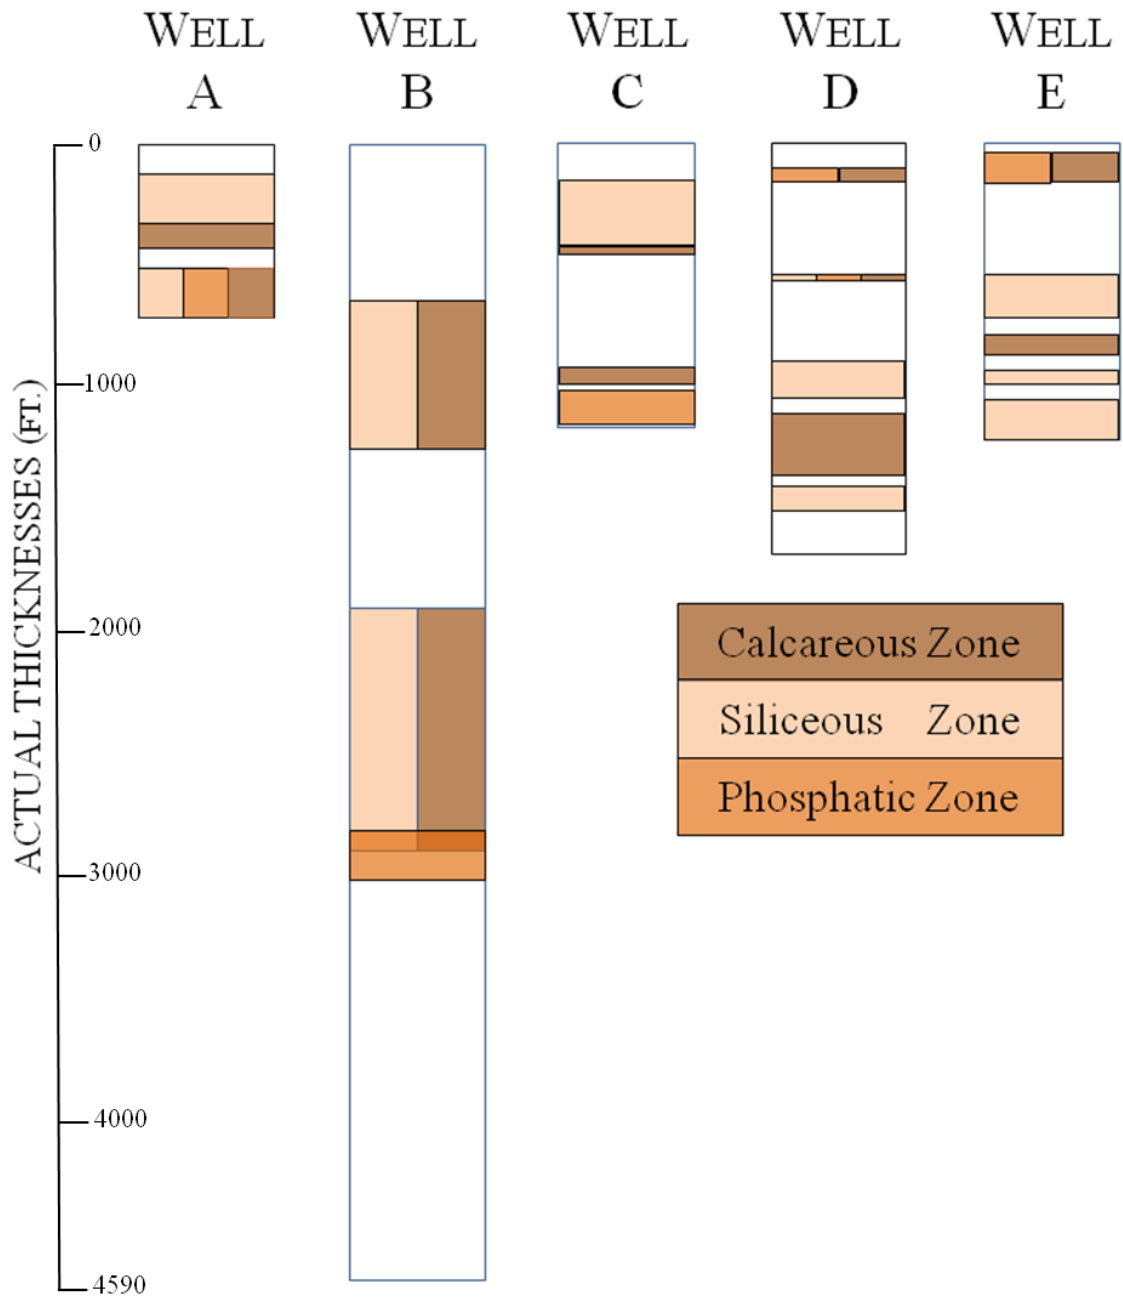 WELL WELL WELL WELL WELL
A B C D E
0
1000
2000
3000
4000
4590
ACTUAL THICKNESSES (FT.)
Calcareous Zone
Siliceous Zone
Phosphatic Zone